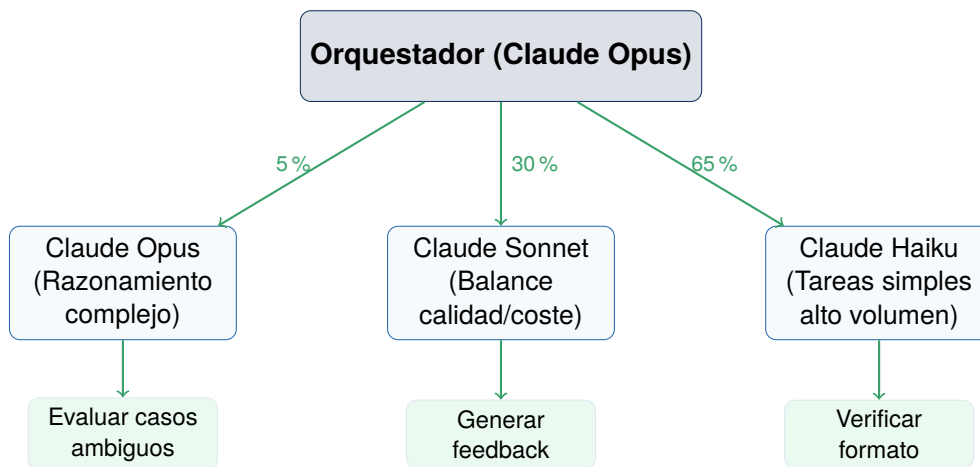 Orquestador (Claude Opus)
5 %
30 %
65 %
Claude Opus
(Razonamiento
complejo)
Claude Sonnet
(Balance
calidad/coste)
Claude Haiku
(Tareas simples
alto volumen)
Evaluar casos
ambiguos
Generar
feedback
Verificar
formato